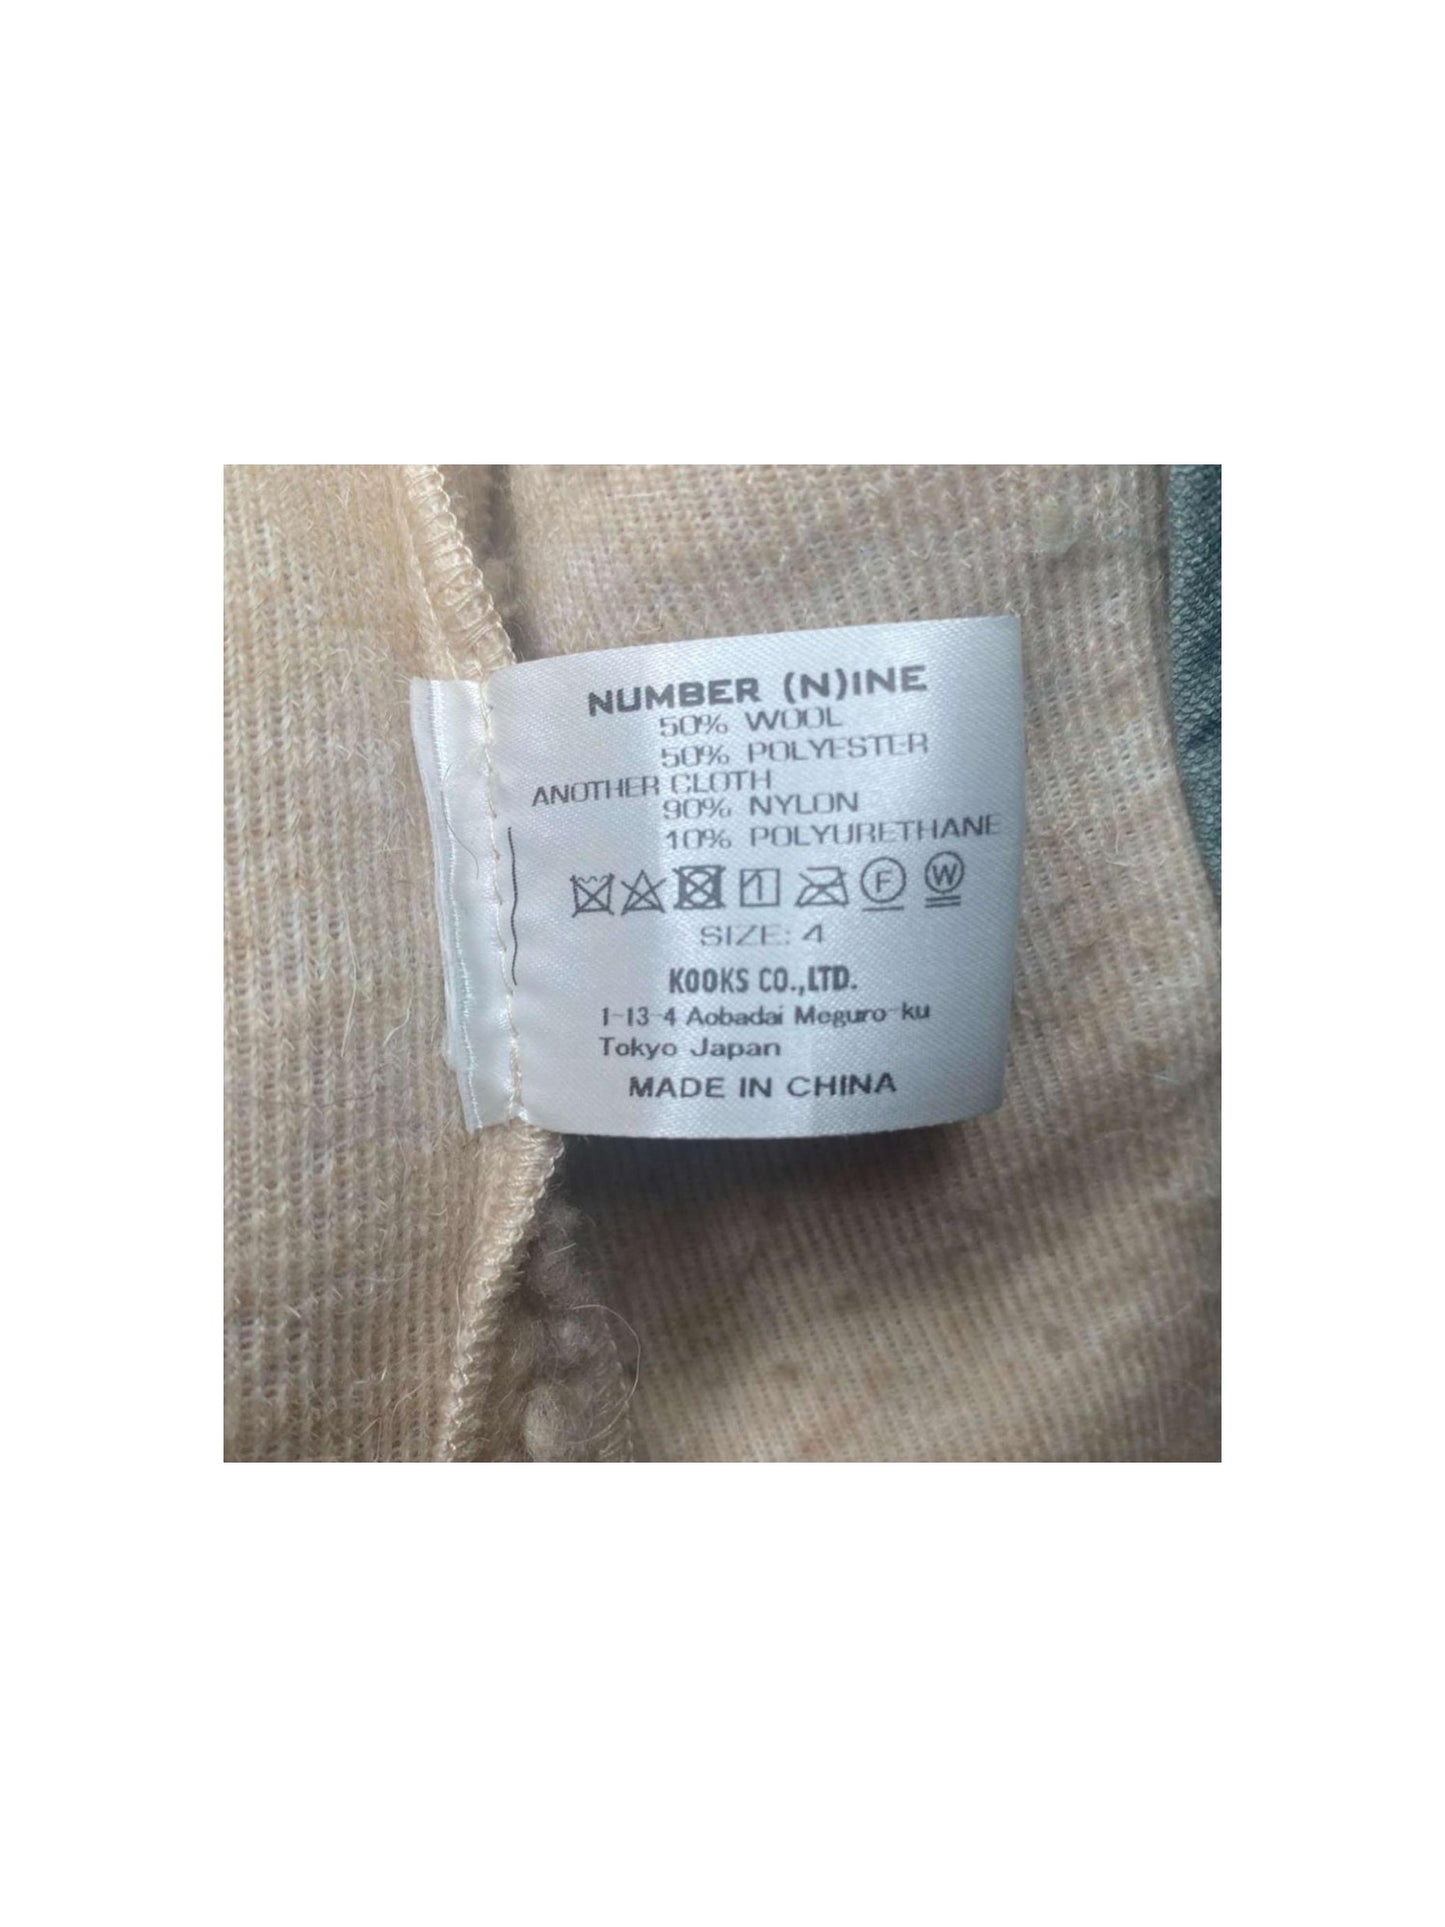 NUMBER (N)INE
50% WOOL
50% POLYESTER
ANOTHER CLOTH
90% NYLON
10% POLYURETHANE
1 F W
SIZE: 4
KOOKS CO.,LTD.
1-13-4 Aobadai Meguro-ku
Tokyo Japan
MADE IN CHINA